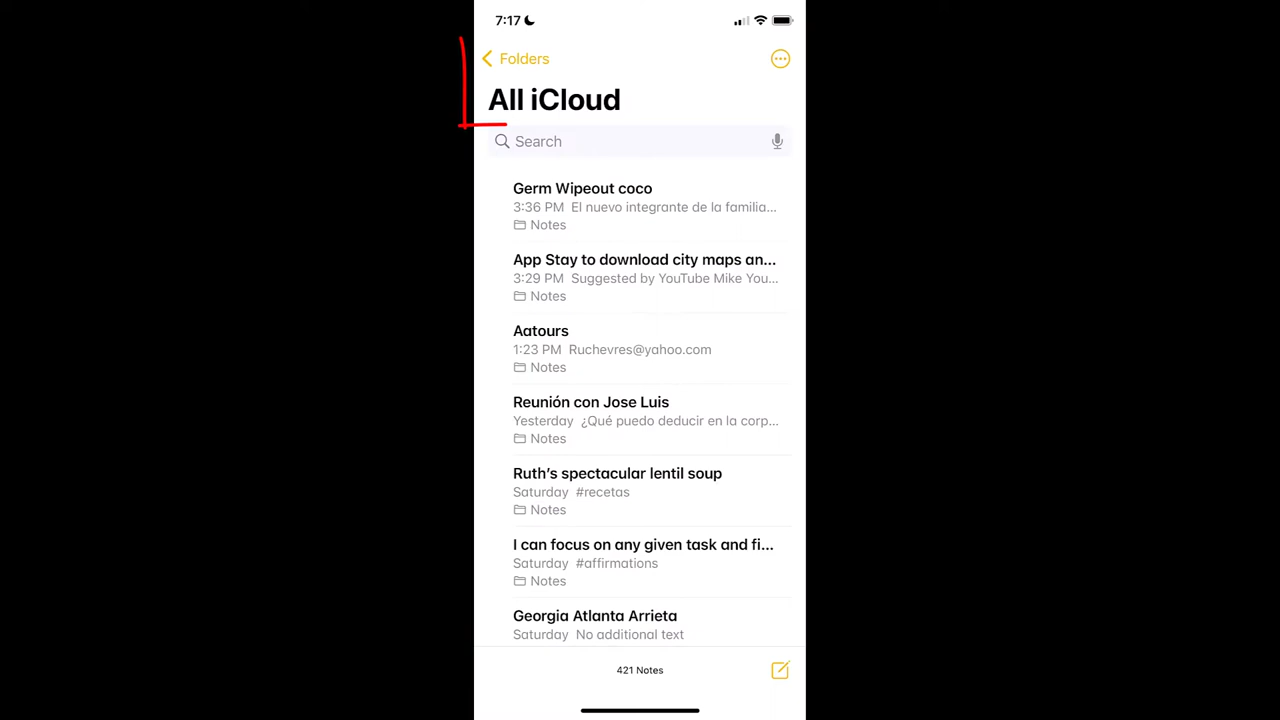 7:17
Folders
All iCloud
Search
Germ Wipeout coco
3:36 PM El nuevo integrante de la familia...
Notes
App Stay to download city maps an...
3:29 PM Suggested by YouTube Mike You...
Notes
Aatours
1:23 PM Ruchevres@yahoo.com
Notes
Reunión con Jose Luis
Yesterday ¿Qué puedo deducir en la corp...
Notes
Ruth's spectacular lentil soup
Saturday #recetas
Notes
I can focus on any given task and fi...
Saturday #affirmations
Notes
Georgia Atlanta Arrieta
Saturday No additional text
421 Notes